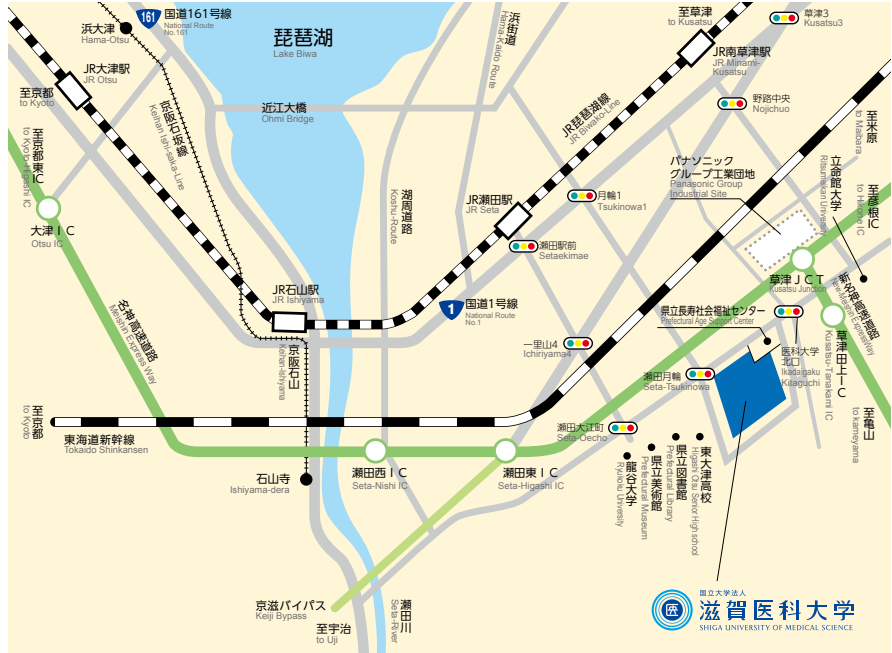 161
国道161号線
National Route
No.161
浜大津
Hama-Otsu
琵琶湖
Lake Biwa
浜街道
Hama-Kaido Route
至草津
to Kusatsu
草津3
Kusatsu3
JR南草津駅
JR Minami-
Kusatsu
JR大津駅
JR Otsu
至京都
to Kyoto
京阪石坂線
Keihan Ishi-saka-Line
近江大橋
Ohmi Bridge
JR琵琶湖線
JR Biwako-Line
野路中央
Nojichuo
至米原
to Maibara
至京都東IC
to Kyoto-Higashi IC
パナソニック
グループ工業団地
Panasonic Group
Industrial Site
立命館大学
Ritsumeikan University
至彦根IC
to Hikone IC
湖周道路
Koshu-Route
JR瀬田駅
JR Seta
月輪1
Tsukinowa1
大津IC
Otsu IC
瀬田駅前
Setaekimae
草津JCT
Kusatsu Junction
新名神高速道路
New-Meishin ExpressWay
JR石山駅
JR Ishiyama
1
国道1号線
National Route
No.1
県立長寿社会福祉センター
Prefectural Age Support Center
名神高速道路
Meishin Express Way
京阪石山
Keihan-Ishiyama
一里山4
Ichiriyama4
医科大学
北口
Ikadaigaku
Kitaguchi
草津田上IC
Kusatsu-Tanakami IC
瀬田月輪
Seta-Tsukinowa
至京都
to Kyoto
東海道新幹線
Tokaido Shinkansen
瀬田大江町
Seta-Oecho
至亀山
to kameyama
石山寺
Ishiyama-dera
瀬田西IC
Seta-Nishi IC
瀬田東IC
Seta-Higashi IC
龍谷大学
Ryukoku University
県立美術館
Prefectural Museum
県立図書館
Prefectural Library
東大津高校
Higashi Otsu Senior High school
京滋バイパス
Keiji Bypass
至宇治
to Uji
瀬田川
Seta-River
医
国立大学法人
滋賀医科大学
SHIGA UNIVERSITY OF MEDICAL SCIENCE